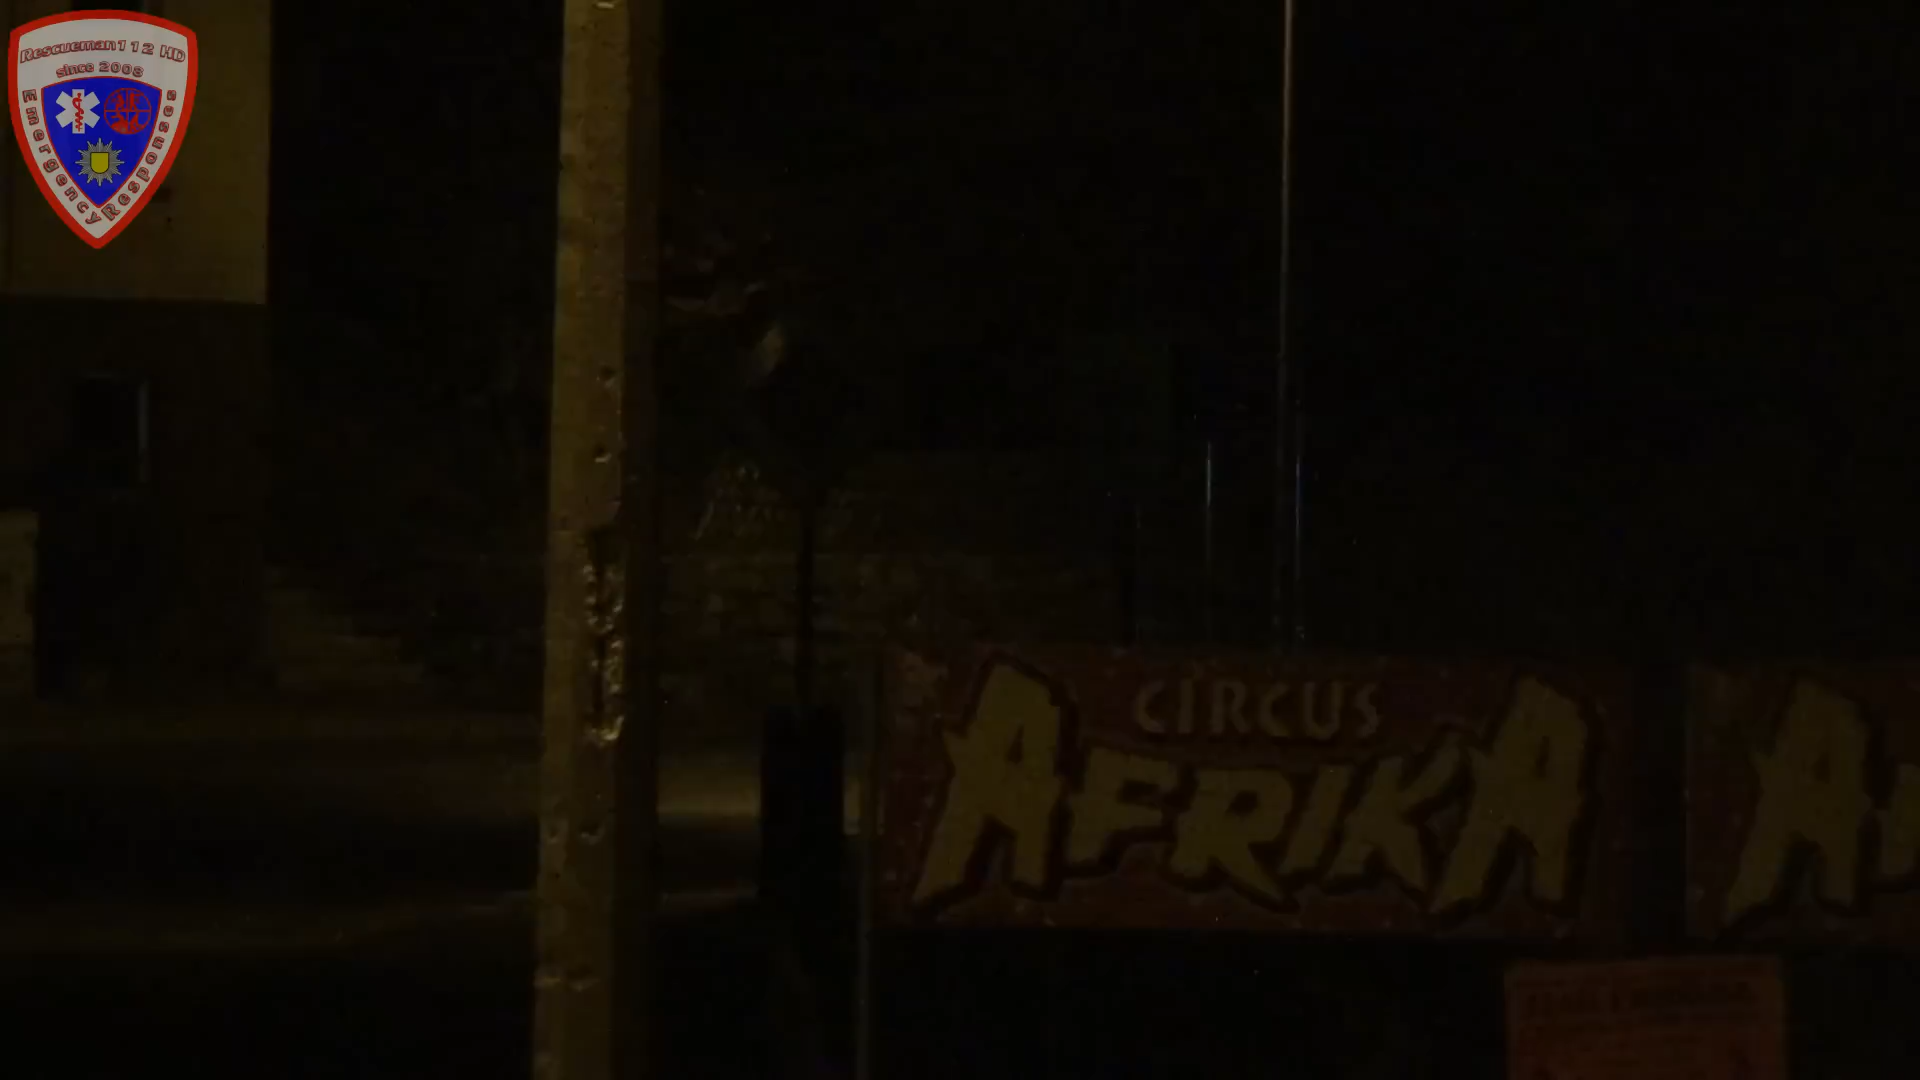 Rescueman112 HD
since 2008
Emergency Responses
CIRCUS
AFRIKA
A